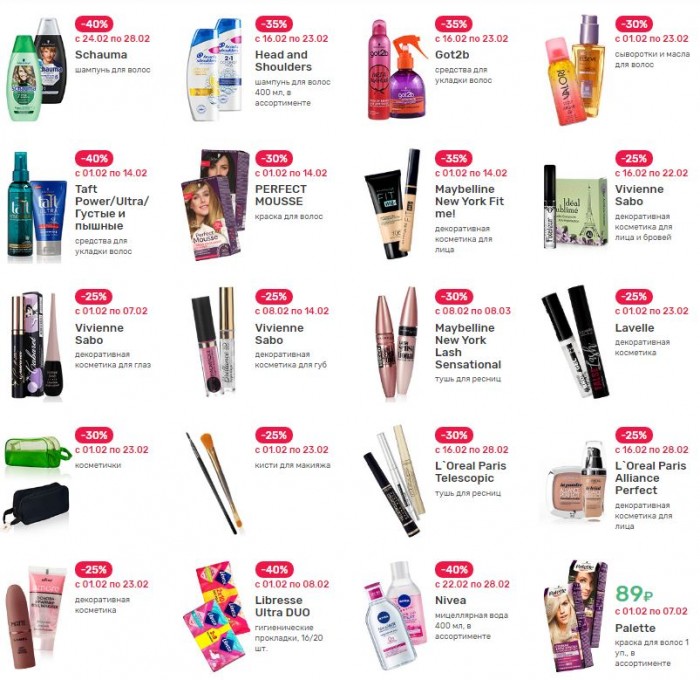 -40%
с 24.02 по 28.02
Schauma
шампунь для волос
-35%
с 16.02 по 23.02
Head and
Shoulders
шампунь для волос
400 мл, в
ассортименте
-35%
с 16.02 по 23.02
Got2b
средства для
укладки волос
-30%
с 01.02 по 23.02
сыворотки и масла
для волос
-40%
с 01.02 по 14.02
Taft
Power/Ultra/
Густые и
пышные
средства для
укладки волос
-30%
с 01.02 по 14.02
PERFECT
MOUSSE
краска для волос
-35%
с 01.02 по 14.02
Maybelline
New York Fit
me!
декоративная
косметика для
лица
-25%
с 16.02 по 22.02
Vivienne
Sabo
декоративная
косметика для
лица и бровей
-25%
с 01.02 по 07.02
Vivienne
Sabo
декоративная
косметика для глаз
-25%
с 08.02 по 14.02
Vivienne
Sabo
декоративная
косметика для губ
-30%
с 08.02 по 08.03
Maybelline
New York
Lash
Sensational
тушь для ресниц
-25%
с 01.02 по 23.02
Lavelle
декоративная
косметика
-30%
с 01.02 по 23.02
косметички
-25%
с 01.02 по 23.02
кисти для макияжа
-30%
с 16.02 по 28.02
L`Oreal Paris
Telescopic
тушь для ресниц
-25%
с 16.02 по 28.02
L`Oreal Paris
Alliance
Perfect
декоративная
косметика для
лица
-25%
с 01.02 по 23.02
декоративная
косметика
-40%
с 01.02 по 08.02
Libresse
Ultra DUO
гигиенические
прокладки, 16/20
шт.
-40%
с 22.02 по 28.02
Nivea
мицеллярная вода
400 мл, в
ассортименте
89₽
с 01.02 по 07.02
Palette
краска для волос 1
уп., в
ассортименте